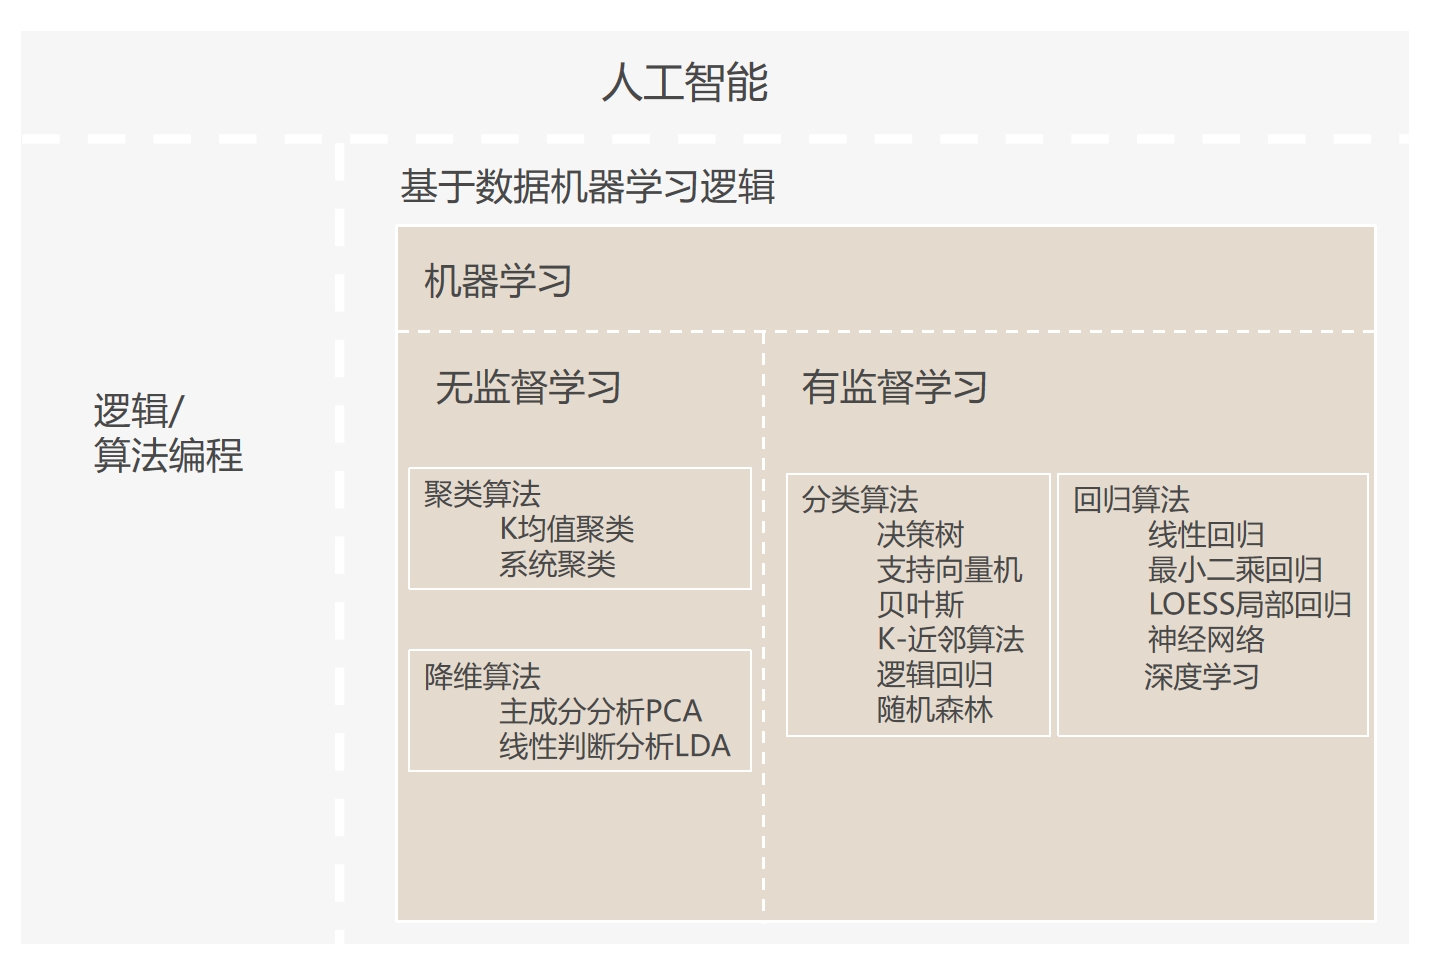 人工智能
基于数据机器学习逻辑
机器学习
逻辑/
算法编程
无监督学习
聚类算法
K均值聚类
系统聚类
降维算法
主成分分析PCA
线性判断分析LDA
有监督学习
分类算法
决策树
支持向量机
贝叶斯
K-近邻算法
逻辑回归
随机森林
回归算法
线性回归
最小二乘回归
LOESS局部回归
神经网络
深度学习